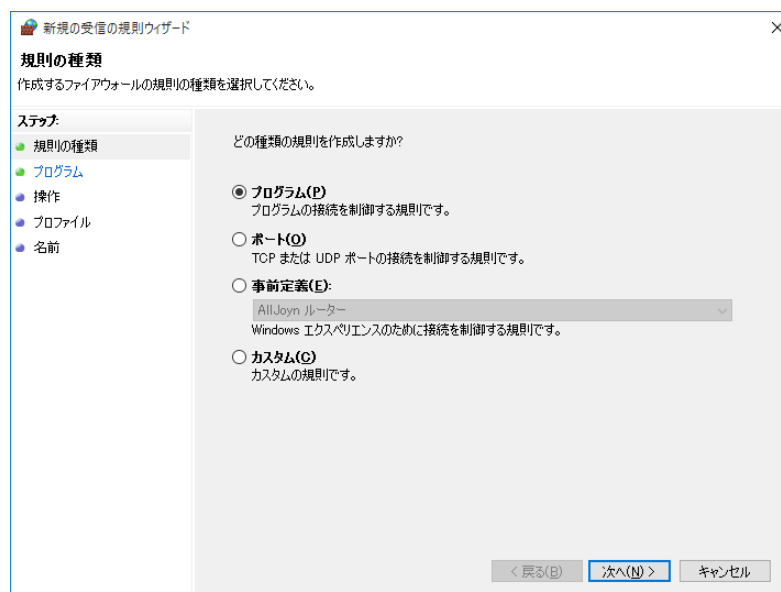 新規の受信の規則ウィザード
規則の種類
作成するファイアウォールの規則の種類を選択してください。
ステップ:
規則の種類
プログラム
操作
プロファイル
名前
どの種類の規則を作成しますか?
プログラム(P)
プログラムの接続を制御する規則です。
ポート(O)
TCP または UDP ポートの接続を制御する規則です。
事前定義(E):
AllJoyn ルーター
Windows エクスペリエンスのために接続を制御する規則です。
カスタム(C)
カスタムの規則です。
< 戻る(B)
次へ(N) >
キャンセル